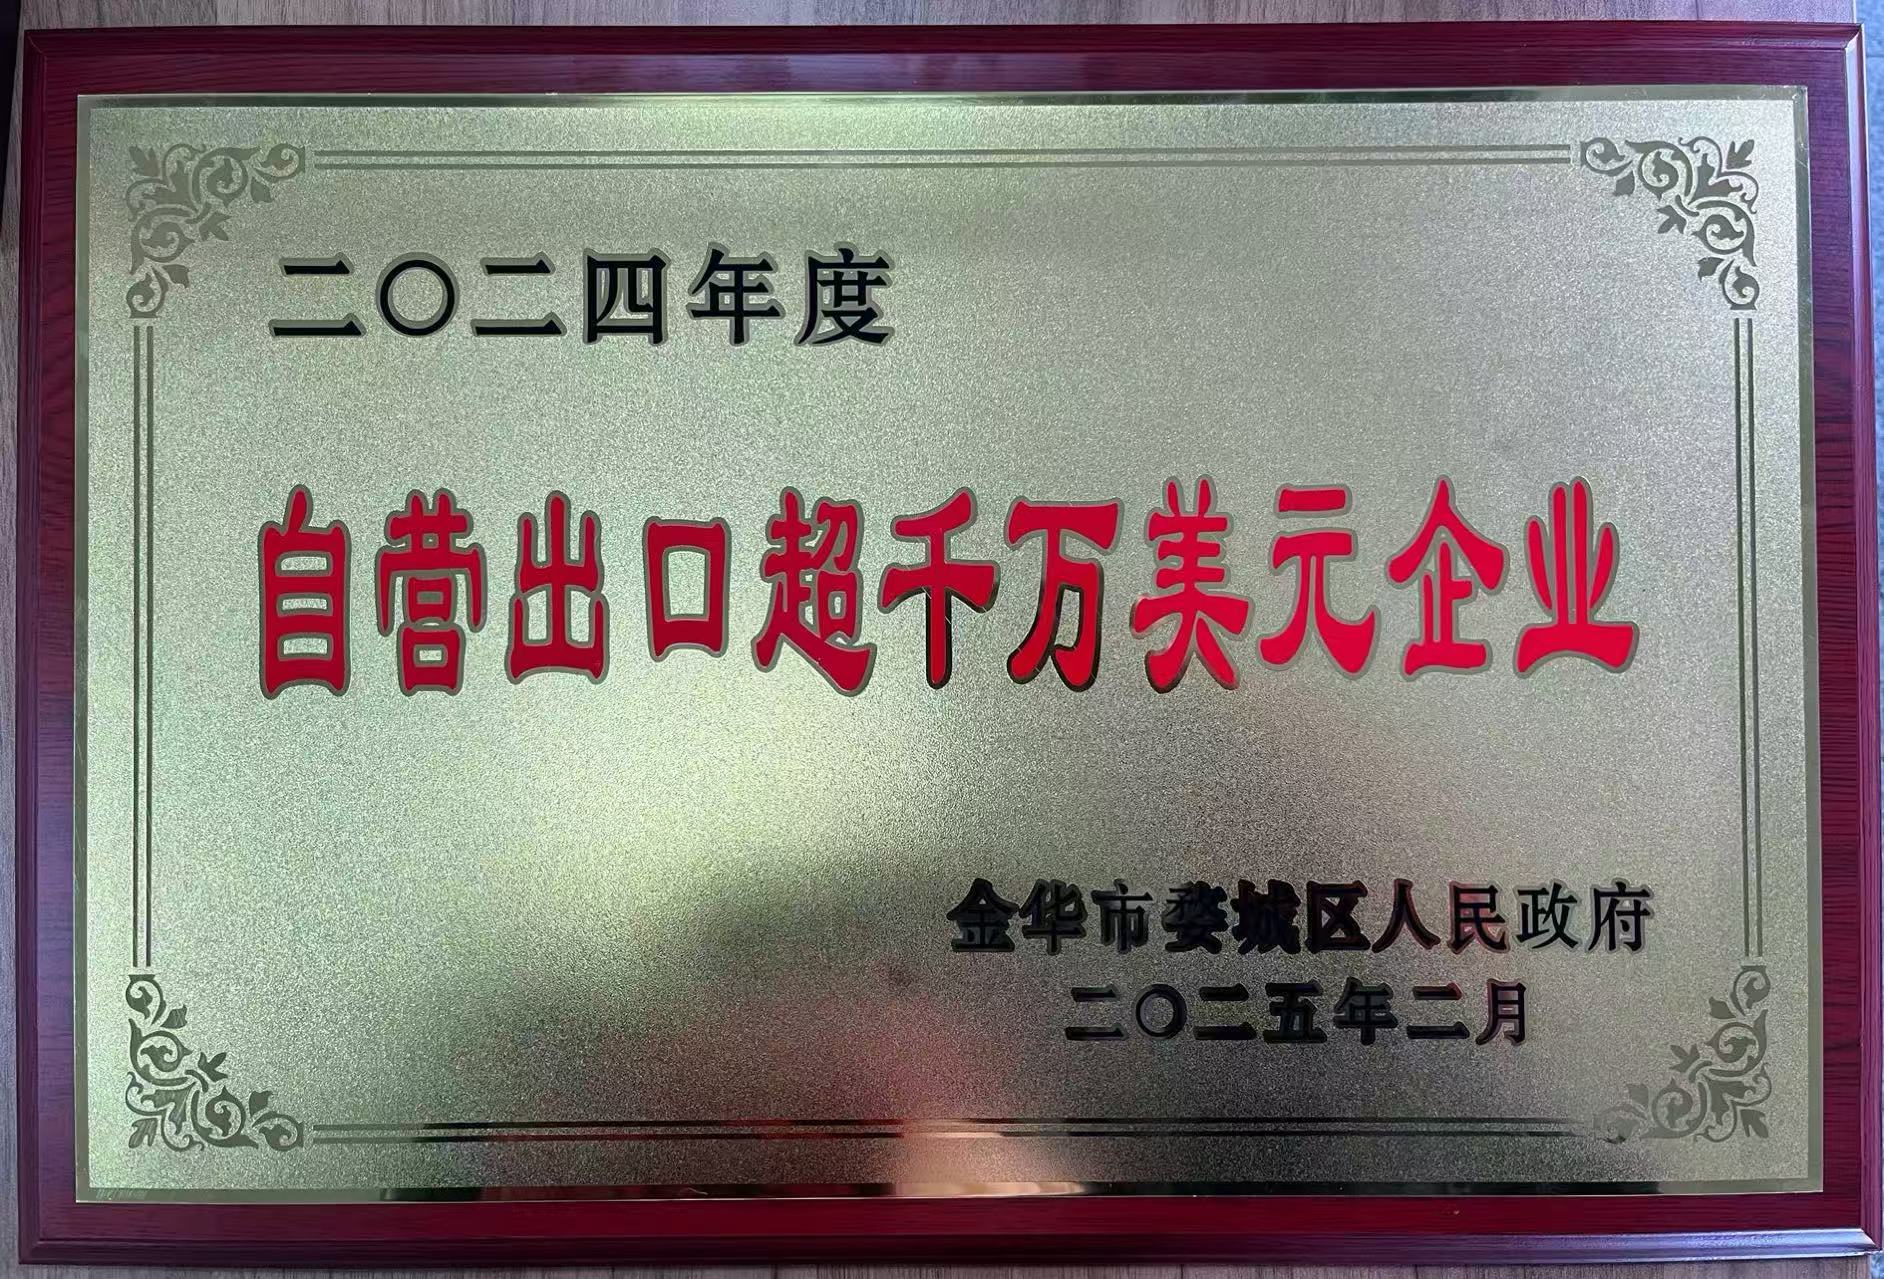 二〇二四年度
自营出口超千万美元企业
金华市婺城区人民政府
二〇二五年二月